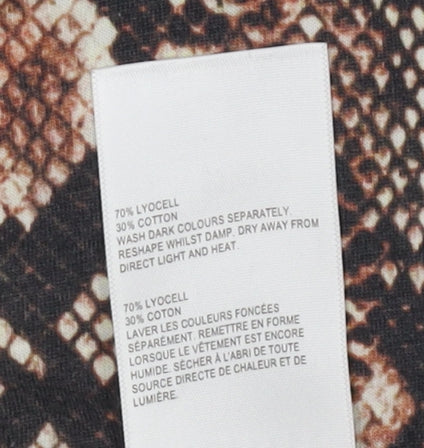 70% LYOCELL
30% COTTON
WASH DARK COLOURS SEPARATELY.
RESHAPE WHILST DAMP. DRY AWAY FROM
DIRECT LIGHT AND HEAT.
70% LYOCELL
30% COTON
LAVER LES COULEURS FONCÉES
SÉPARÉMENT. REMETTRE EN FORME
LORSQUE LE VÊTEMENT EST ENCORE
HUMIDE. SÉCHER À L'ABRI DE TOUTE
SOURCE DIRECTE DE CHALEUR ET DE
LUMIÈRE.